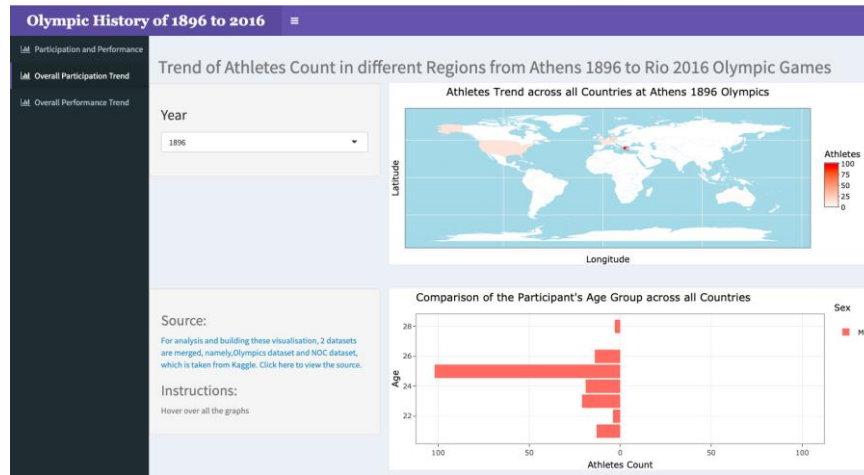 Olympic History of 1896 to 2016
Participation and Performance
Overall Participation Trend
Overall Performance Trend
Trend of Athletes Count in different Regions from Athens 1896 to Rio 2016 Olympic Games
Year
1896
Athletes Trend across all Countries at Athens 1896 Olympics
Latitude
Longitude
Athletes
100
75
50
25
0
Source:
For analysis and building these visualisation, 2 datasets
are merged, namely,Olympics dataset and NOC dataset,
which is taken from Kaggle. Click here to view the source.
Instructions:
Hover over all the graphs
Comparison of the Participant's Age Group across all Countries
Sex
M
Age
28
26
24
22
100
50
0
50
100
Athletes Count